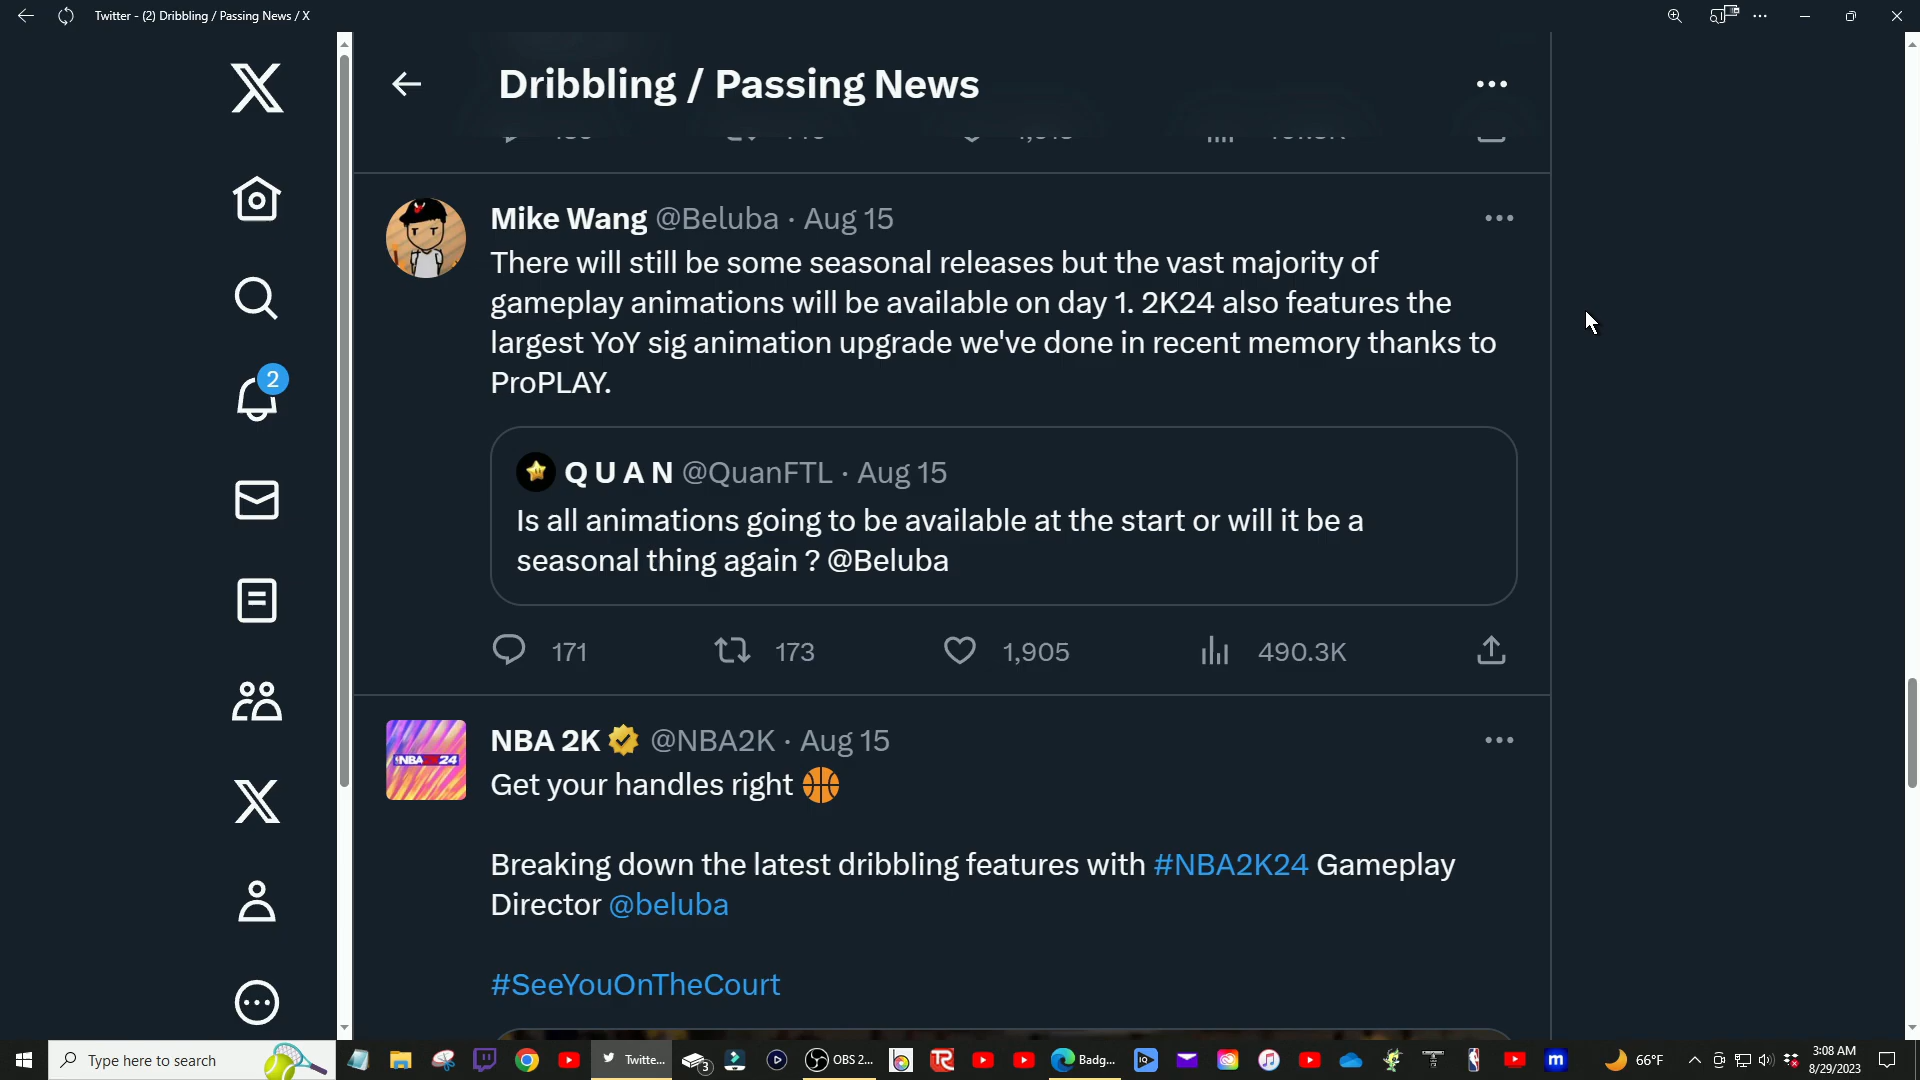 Twitter - (2) Dribbling / Passing News / X
Dribbling / Passing News
Mike Wang @Beluba · Aug 15
There will still be some seasonal releases but the vast majority of
gameplay animations will be available on day 1. 2K24 also features the
largest YoY sig animation upgrade we've done in recent memory thanks to
ProPLAY.
Q U A N @QuanFTL · Aug 15
Is all animations going to be available at the start or will it be a
seasonal thing again ? @Beluba
171 173 1,905 490.3K
2
NBA 2K @NBA2K · Aug 15
NBA 24
Get your handles right
Breaking down the latest dribbling features with #NBA2K24 Gameplay
Director @beluba
#SeeYouOnTheCourt
Type here to search
Twitte...
3
OBS 2...
Badg...
66°F
3:08 AM
8/29/2023